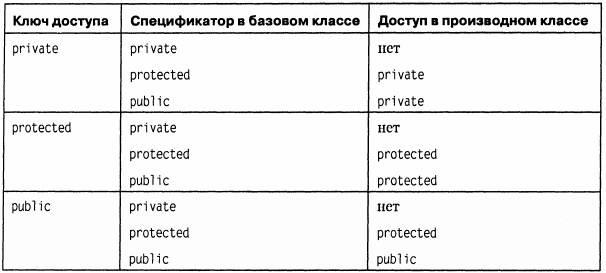 Ключ доступа Спецификатор в базовом классе Доступ в производном классе
private private нет
protected private
public private
protected private нет
protected protected
public protected
public private нет
protected protected
public public